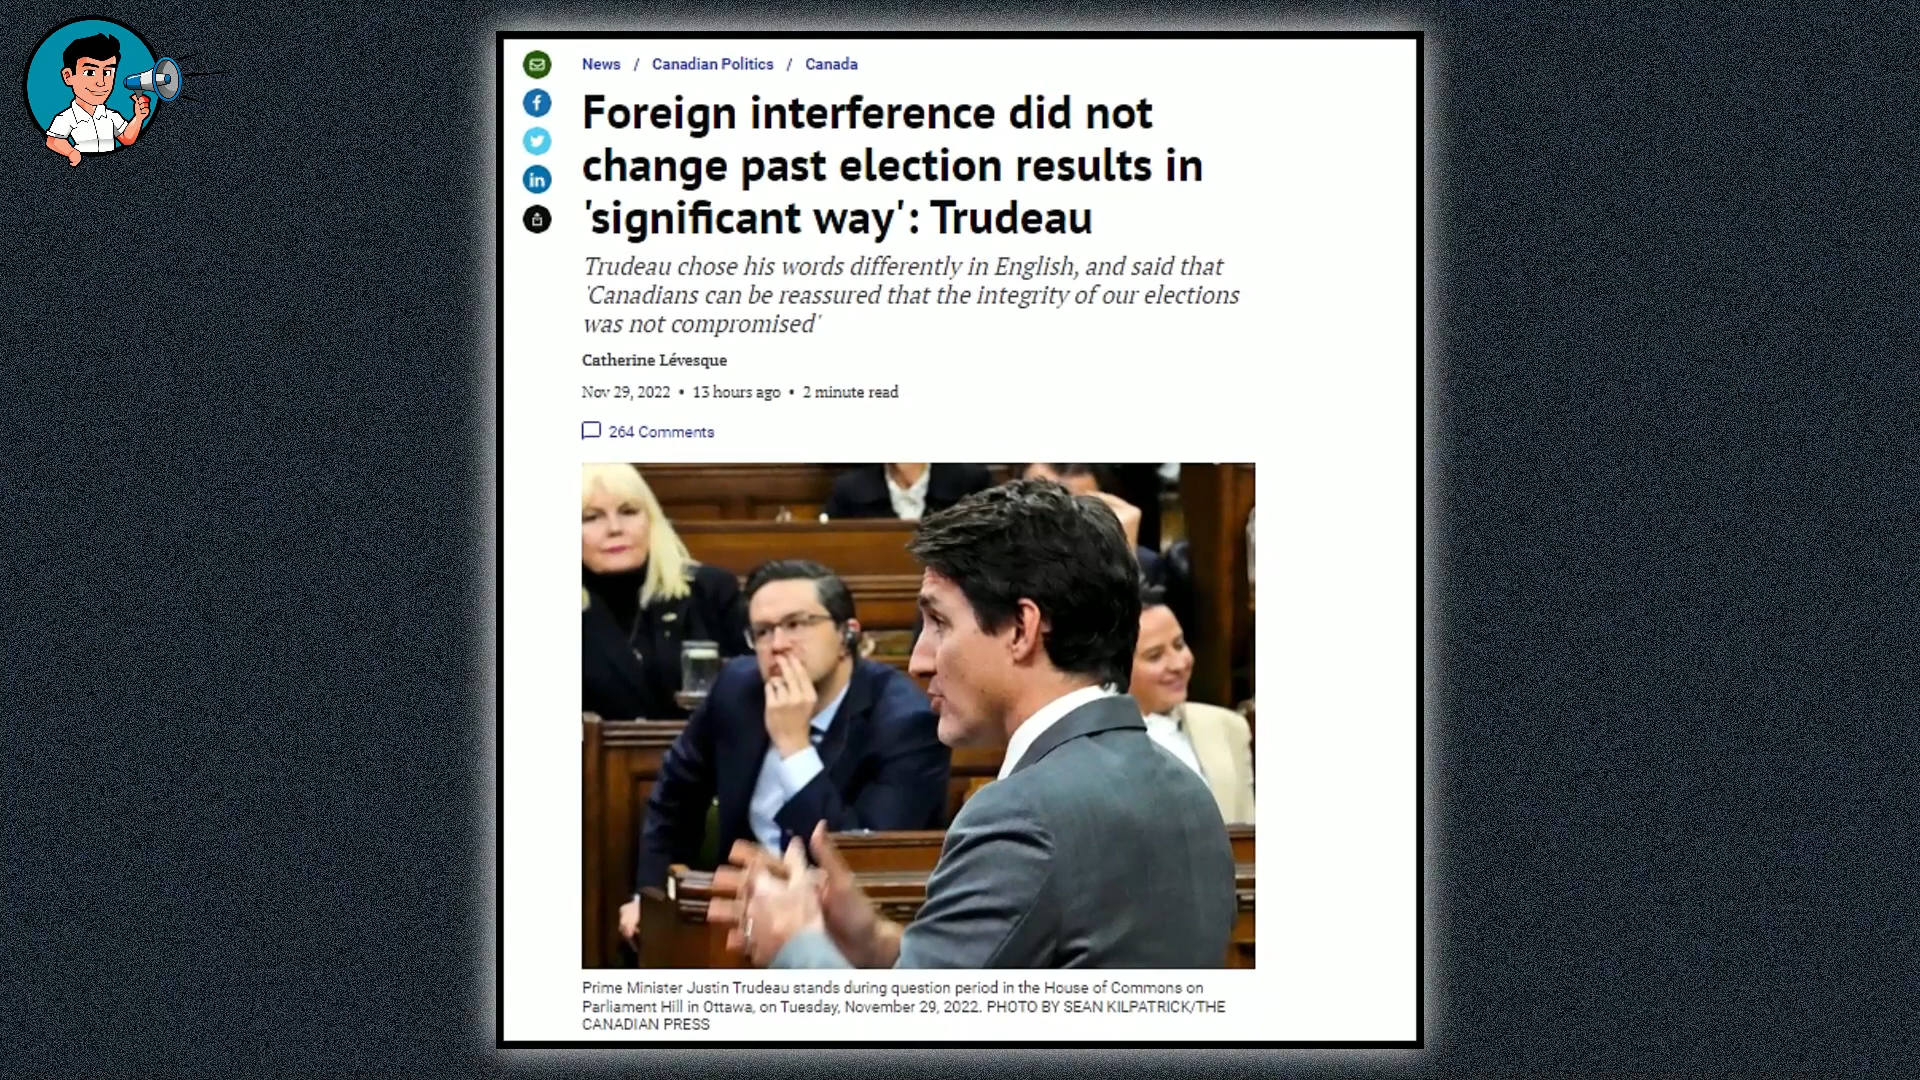 News / Canadian Politics / Canada
Foreign interference did not
change past election results in
'significant way': Trudeau
Trudeau chose his words differently in English, and said that
'Canadians can be reassured that the integrity of our elections
was not compromised'
Catherine Lévesque
Nov 29, 2022 • 13 hours ago • 2 minute read
264 Comments
Prime Minister Justin Trudeau stands during question period in the House of Commons on
Parliament Hill in Ottawa, on Tuesday, November 29, 2022. PHOTO BY SEAN KILPATRICK/THE
CANADIAN PRESS